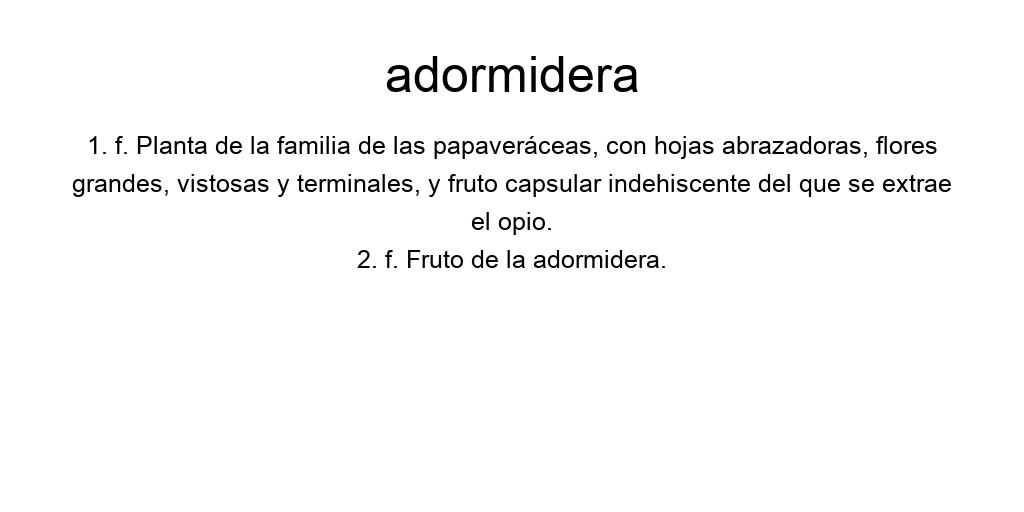 adormidera
1. f. Planta de la familia de las papaveráceas, con hojas abrazadoras, flores
grandes, vistosas y terminales, y fruto capsular indehiscente del que se extrae
el opio.
2. f. Fruto de la adormidera.